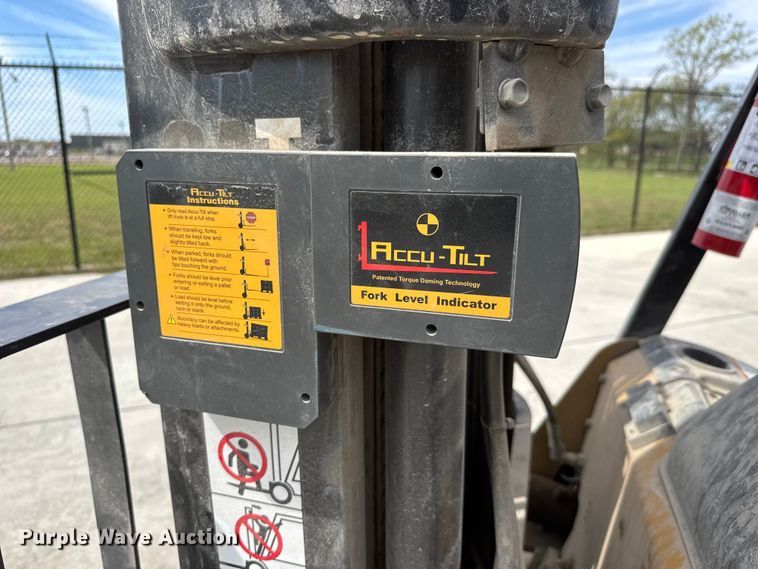 ACCU-TILT
Instructions
Only read Accu-Tilt when
lift truck is at a full stop.
When traveling, forks
should be kept low and
slightly tilted back.
When parked, forks should
be tilted forward with
tips touching the ground.
Forks should be level prior
entering or exiting a pallet
or load.
Load should be level before
setting it onto the ground,
rack or stack.
Accuracy can be affected by
heavy loads or attachments.
ACCU-TILT
Patented Torque Daming Technology
Fork Level Indicator
Purple Wave Auction